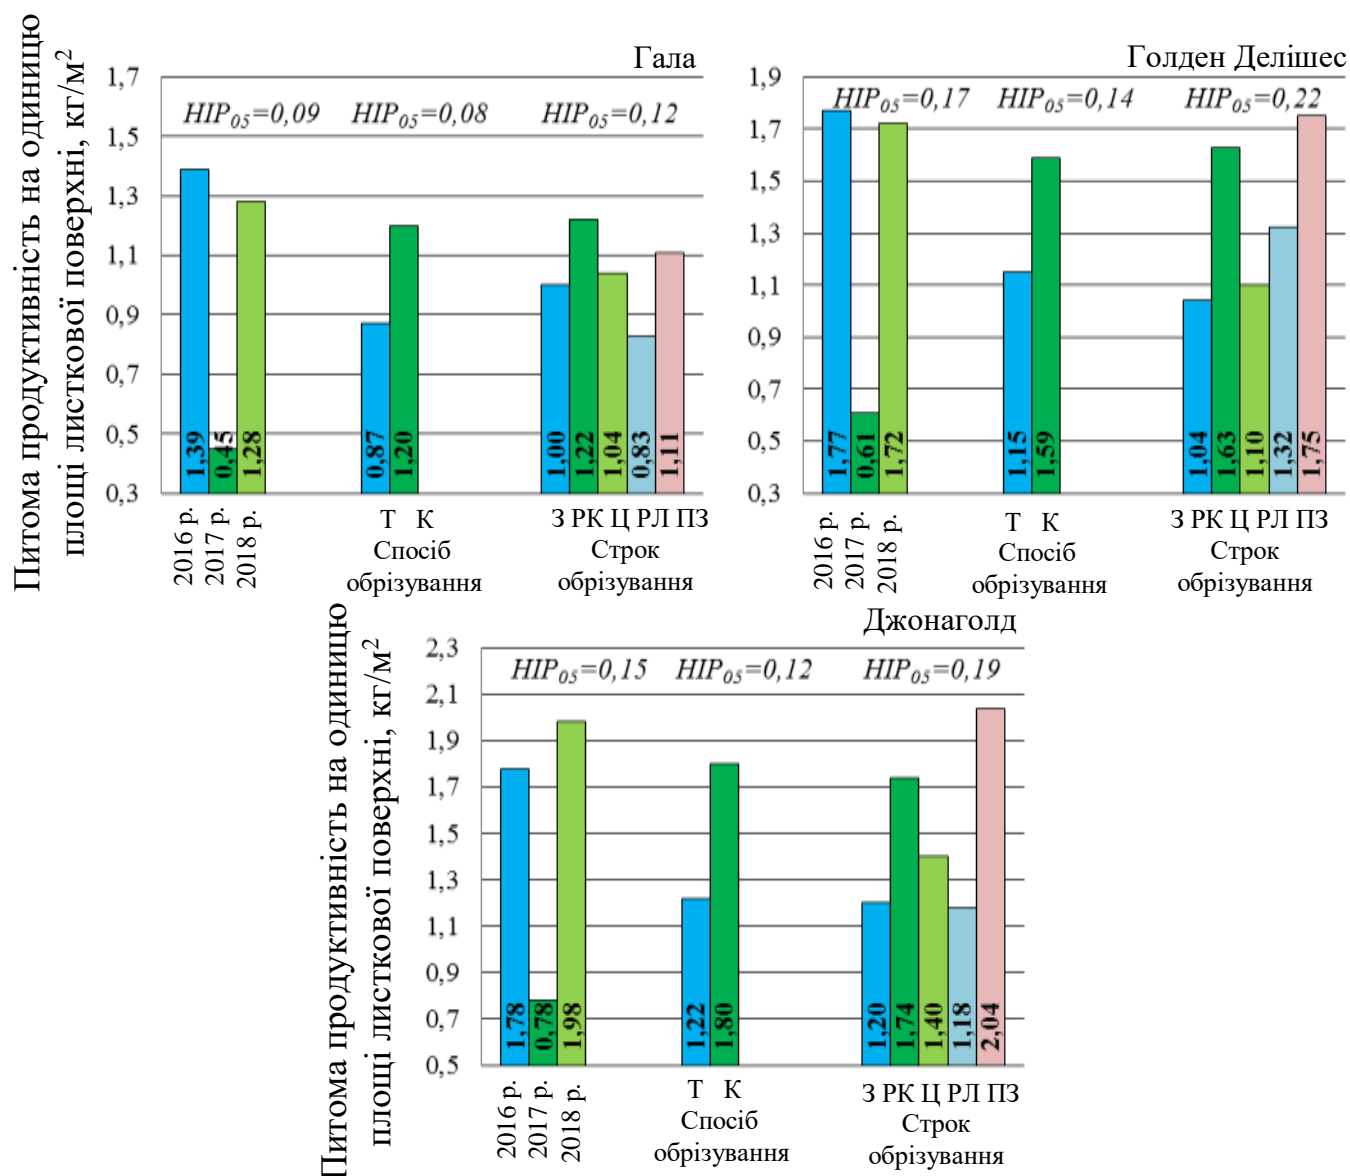 Гала
Питома продуктивність на одиницю
площі листкової поверхні, кг/м²
1,7
1,5
1,3
1,1
0,9
0,7
0,5
0,3
НІР₀₅=0,09 НІР₀₅=0,08 НІР₀₅=0,12
1,39 0,45 1,28 0,87 1,20 1,00 1,22 1,04 0,83 1,11
2016 р. 2017 р. 2018 р.
Т К
Спосіб
обрізування
З РК Ц РЛ ПЗ
Строк
обрізування
Голден Делішес
1,9
1,7
1,5
1,3
1,1
0,9
0,7
0,5
0,3
НІР₀₅=0,17 НІР₀₅=0,14 НІР₀₅=0,22
1,77 0,61 1,72 1,15 1,59 1,04 1,63 1,10 1,32 1,75
2016 р. 2017 р. 2018 р.
Т К
Спосіб
обрізування
З РК Ц РЛ ПЗ
Строк
обрізування
Джонаголд
Питома продуктивність на одиницю
площі листкової поверхні, кг/м²
2,3
2,1
1,9
1,7
1,5
1,3
1,1
0,9
0,7
0,5
НІР₀₅=0,15 НІР₀₅=0,12 НІР₀₅=0,19
1,78 0,78 1,98 1,22 1,80 1,20 1,74 1,40 1,18 2,04
2016 р. 2017 р. 2018 р.
Т К
Спосіб
обрізування
З РК Ц РЛ ПЗ
Строк
обрізування